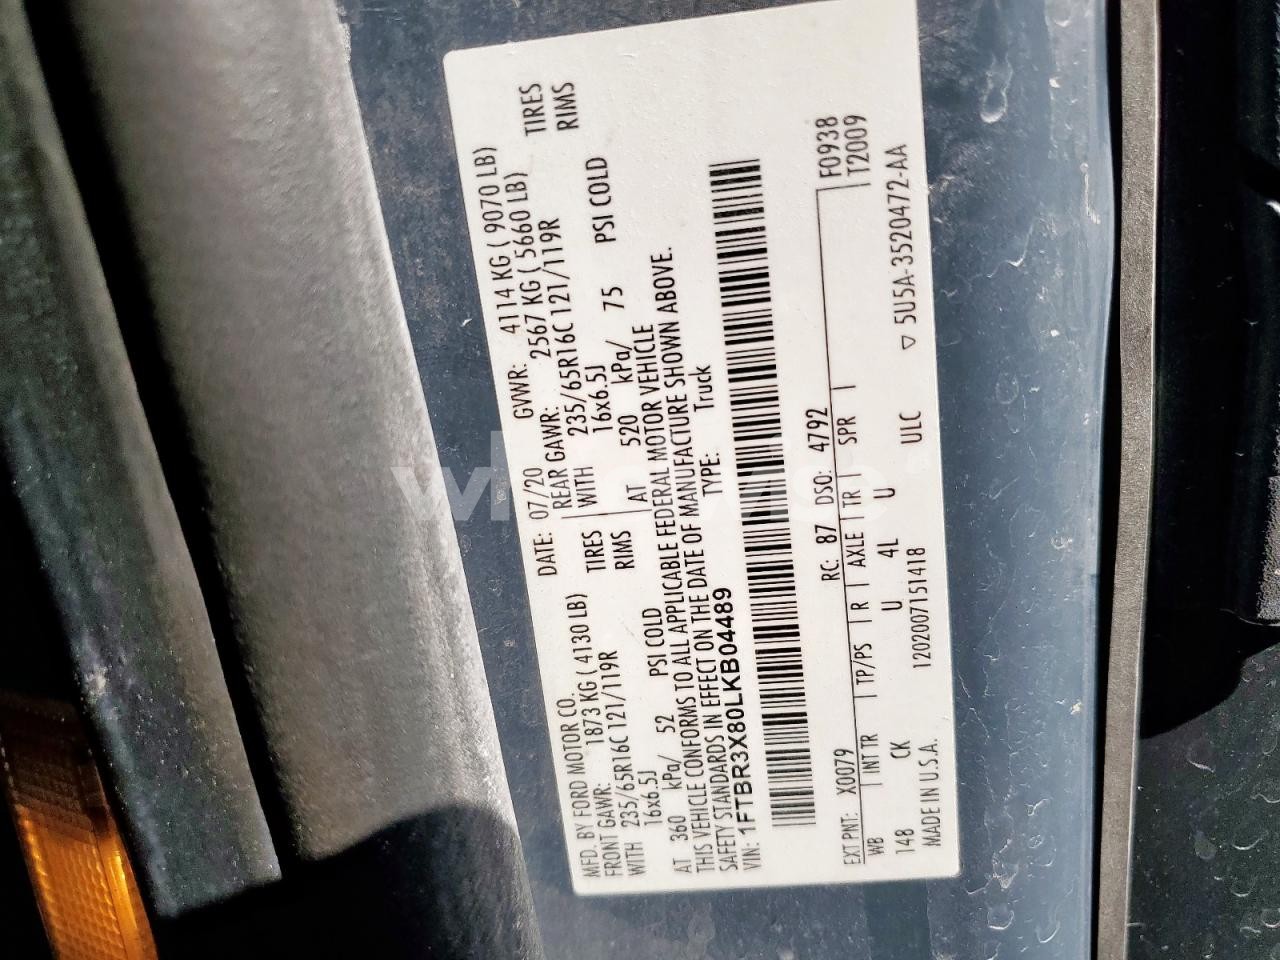 MFD. BY FORD MOTOR CO.
DATE: 07/20 GVWR: 4114 KG ( 9070 LB)
FRONT GAWR: 1873 KG ( 4130 LB) REAR GAWR: 2567 KG ( 5660 LB)
WITH 235/65R16C 121/119R TIRES WITH 235/65R16C 121/119R TIRES
16x6.5J RIMS 16x6.5J RIMS
AT 360 kPa/ 52 PSI COLD AT 520 kPa/ 75 PSI COLD
THIS VEHICLE CONFORMS TO ALL APPLICABLE FEDERAL MOTOR VEHICLE
SAFETY STANDARDS IN EFFECT ON THE DATE OF MANUFACTURE SHOWN ABOVE.
VIN: 1FTBR3X80LKB04489 TYPE: Truck
EXT PNT: X0079 RC: 87 DSO: 4792 F0938
WB INT TR TP/PS R AXLE TR SPR T2009
148 CK U 4L U
MADE IN U.S.A. 120200715141​8 ULC ▽ 5U5A-3520472-AA